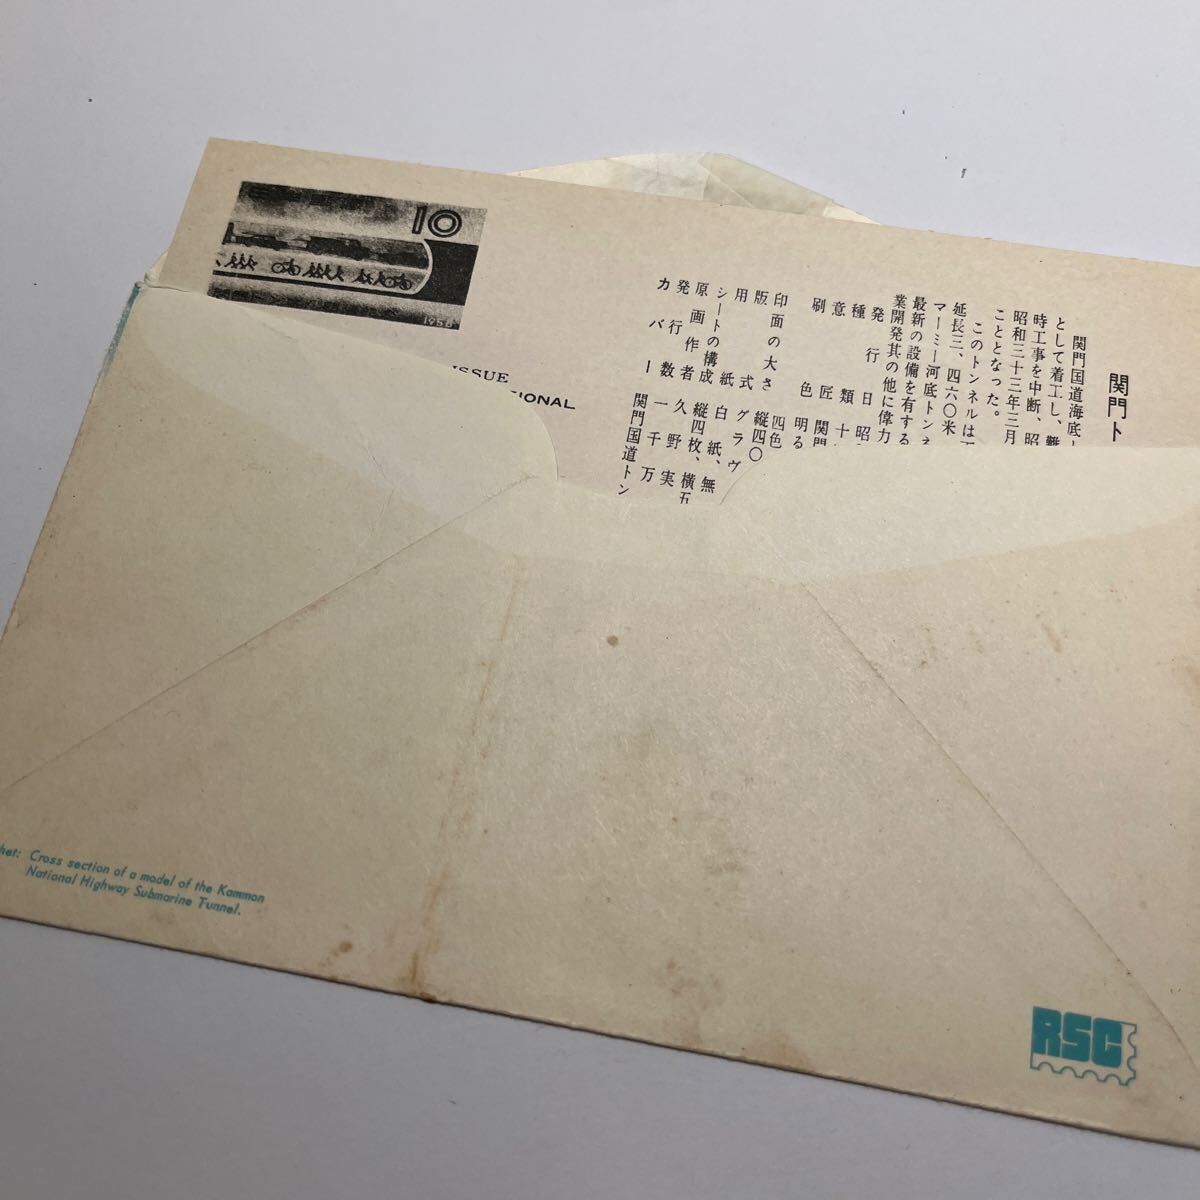 10
1958
ISSUE
関門ト
関門国道海底
として着工し、難
時工事を中断、昭
昭和三十三年三月
こととなった。
このトンネルは
延長三、四六〇米
マーミー河底トンネ
最新の設備を有する
業開発其の他に偉力
発行日 昭
種類 十
意匠 関門
刷色 明る
四色
印面の大さ 縦四〇
版式 グラヴ
用紙 白紙、無
シートの構成 縦四枚、横五
原画作者 久野実
発行数 一千万
カバー 関門国道トン
het: Cross section of a model of the Kammon
National Highway Submarine Tunnel.
RSC